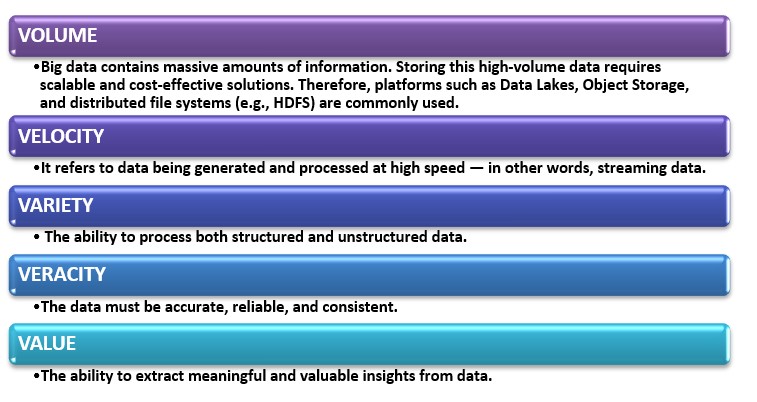 VOLUME
•Big data contains massive amounts of information. Storing this high-volume data requires
scalable and cost-effective solutions. Therefore, platforms such as Data Lakes, Object Storage,
and distributed file systems (e.g., HDFS) are commonly used.
VELOCITY
•It refers to data being generated and processed at high speed — in other words, streaming data.
VARIETY
• The ability to process both structured and unstructured data.
VERACITY
•The data must be accurate, reliable, and consistent.
VALUE
•The ability to extract meaningful and valuable insights from data.